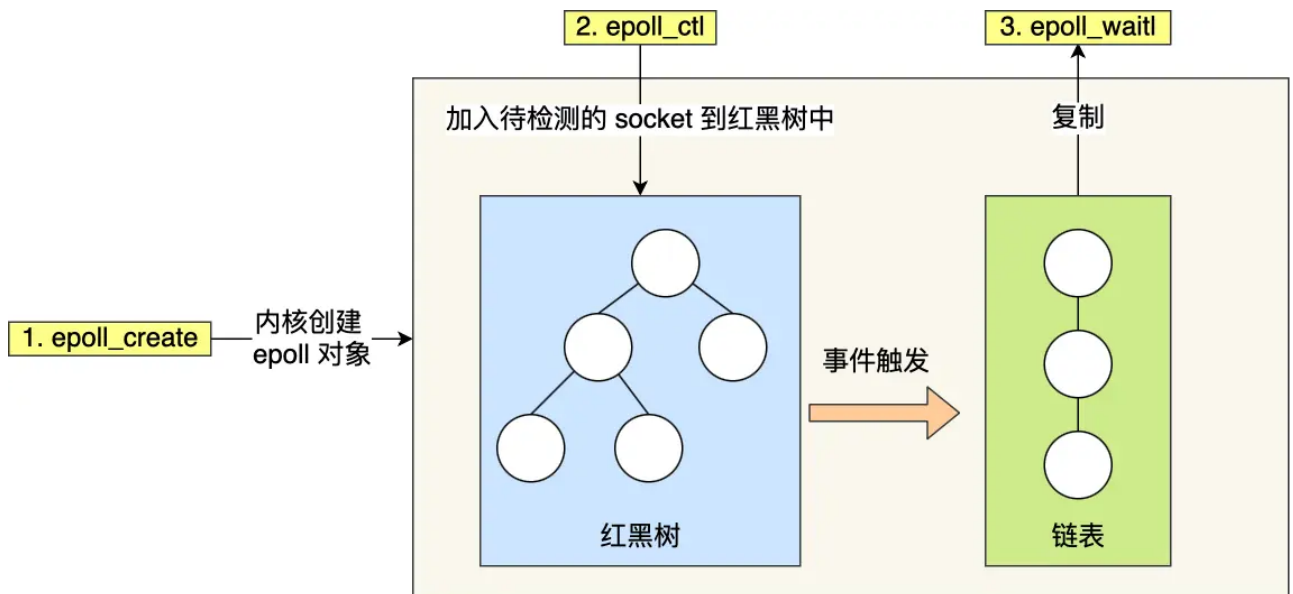 2. epoll_ctl
3. epoll_waitl
加入待检测的 socket 到红黑树中
复制
1. epoll_create
内核创建
epoll 对象
事件触发
红黑树
链表